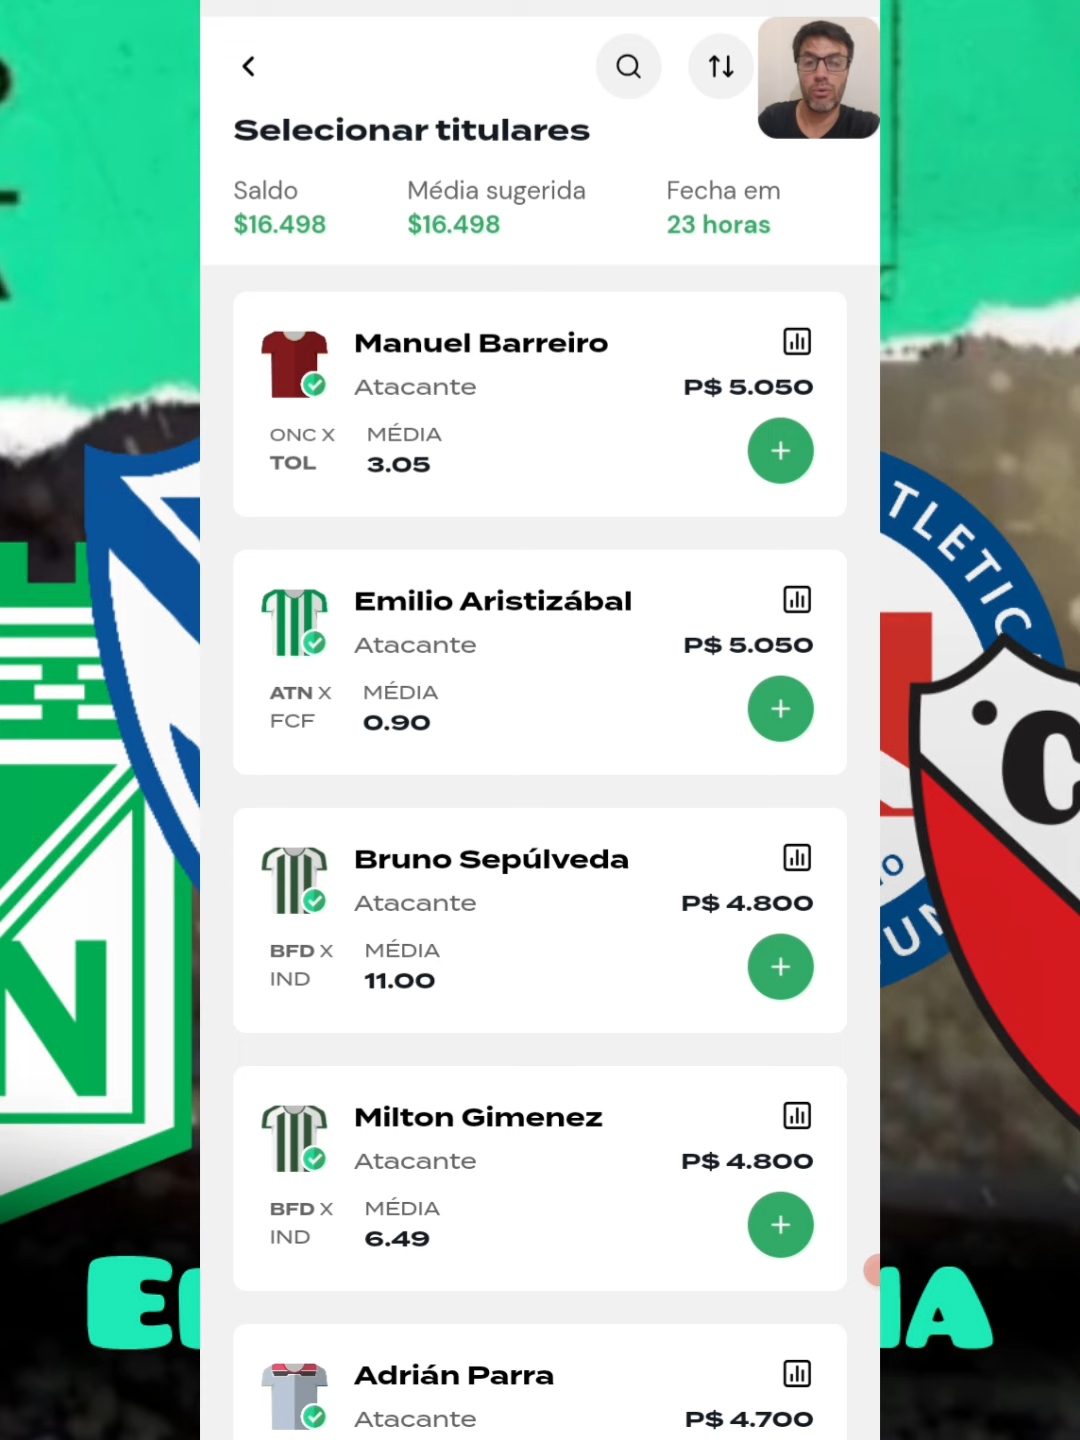 Selecionar titulares
Saldo
Média sugerida
Fecha em
$16.498
$16.498
23 horas
Manuel Barreiro
Atacante
P$ 5.050
ONC X
MÉDIA
TOL
3.05
Emilio Aristizábal
Atacante
P$ 5.050
ATN X
MÉDIA
FCF
0.90
Bruno Sepúlveda
Atacante
P$ 4.800
BFD X
MÉDIA
IND
11.00
Milton Gimenez
Atacante
P$ 4.800
BFD X
MÉDIA
IND
6.49
Adrián Parra
Atacante
P$ 4.700
N
C